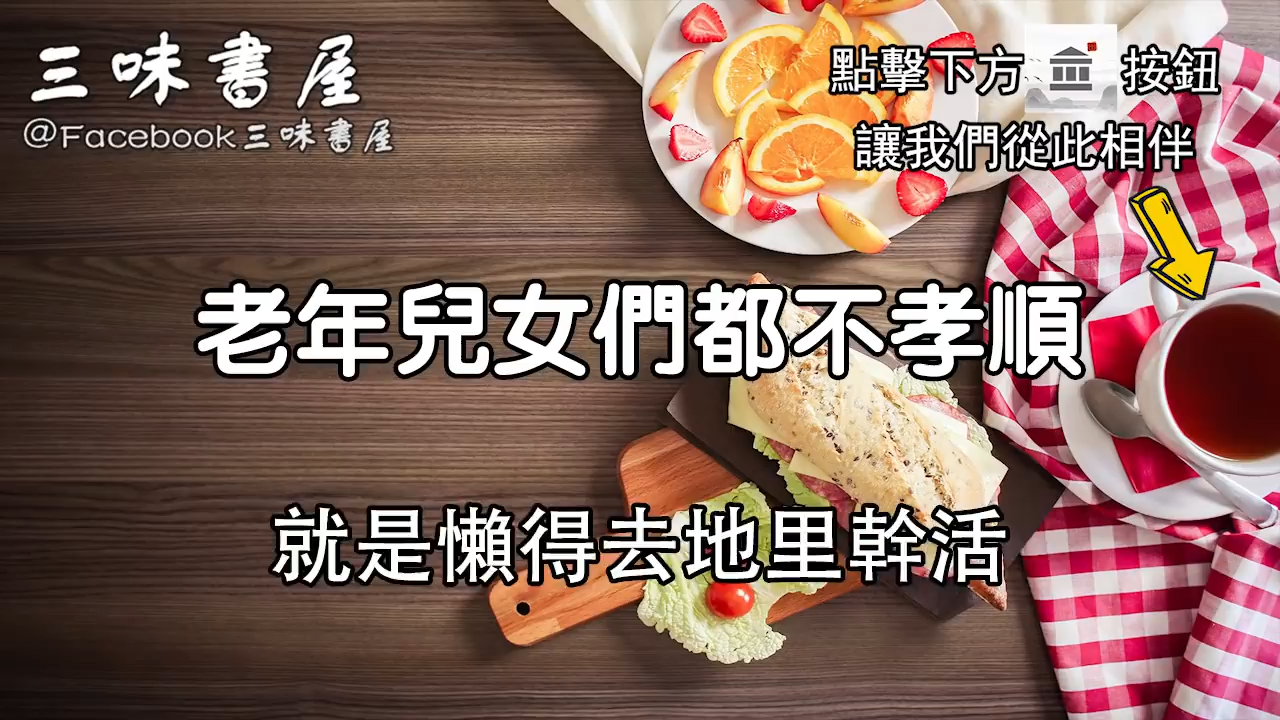 三味書屋
@Facebook三味書屋
點擊下方 按鈕
讓我們從此相伴
老年兒女們都不孝順
就是懶得去地里幹活